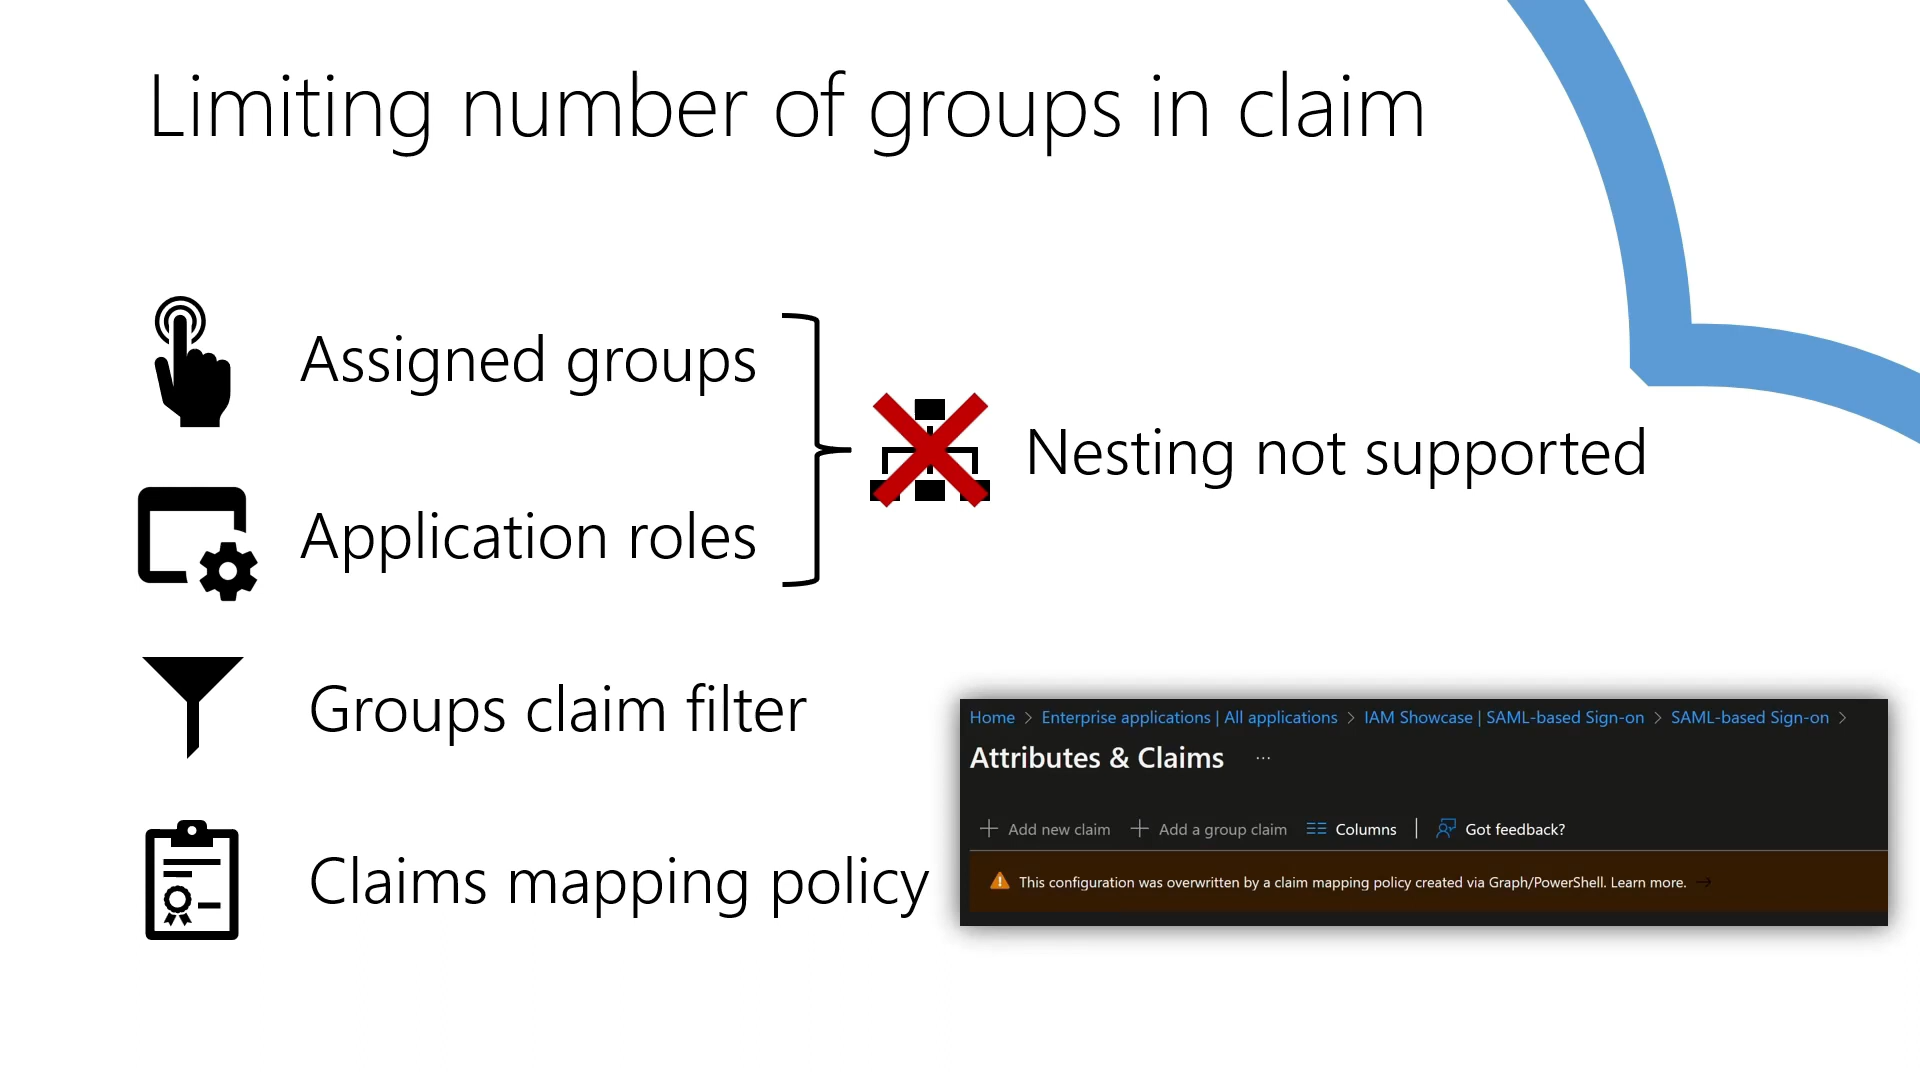 Limiting number of groups in claim
Assigned groups
Application roles
Nesting not supported
Groups claim filter
Claims mapping policy
Home > Enterprise applications | All applications > IAM Showcase | SAML-based Sign-on > SAML-based Sign-on >
Attributes & Claims ...
+ Add new claim + Add a group claim Columns | Got feedback?
This configuration was overwritten by a claim mapping policy created via Graph/PowerShell. Learn more. →